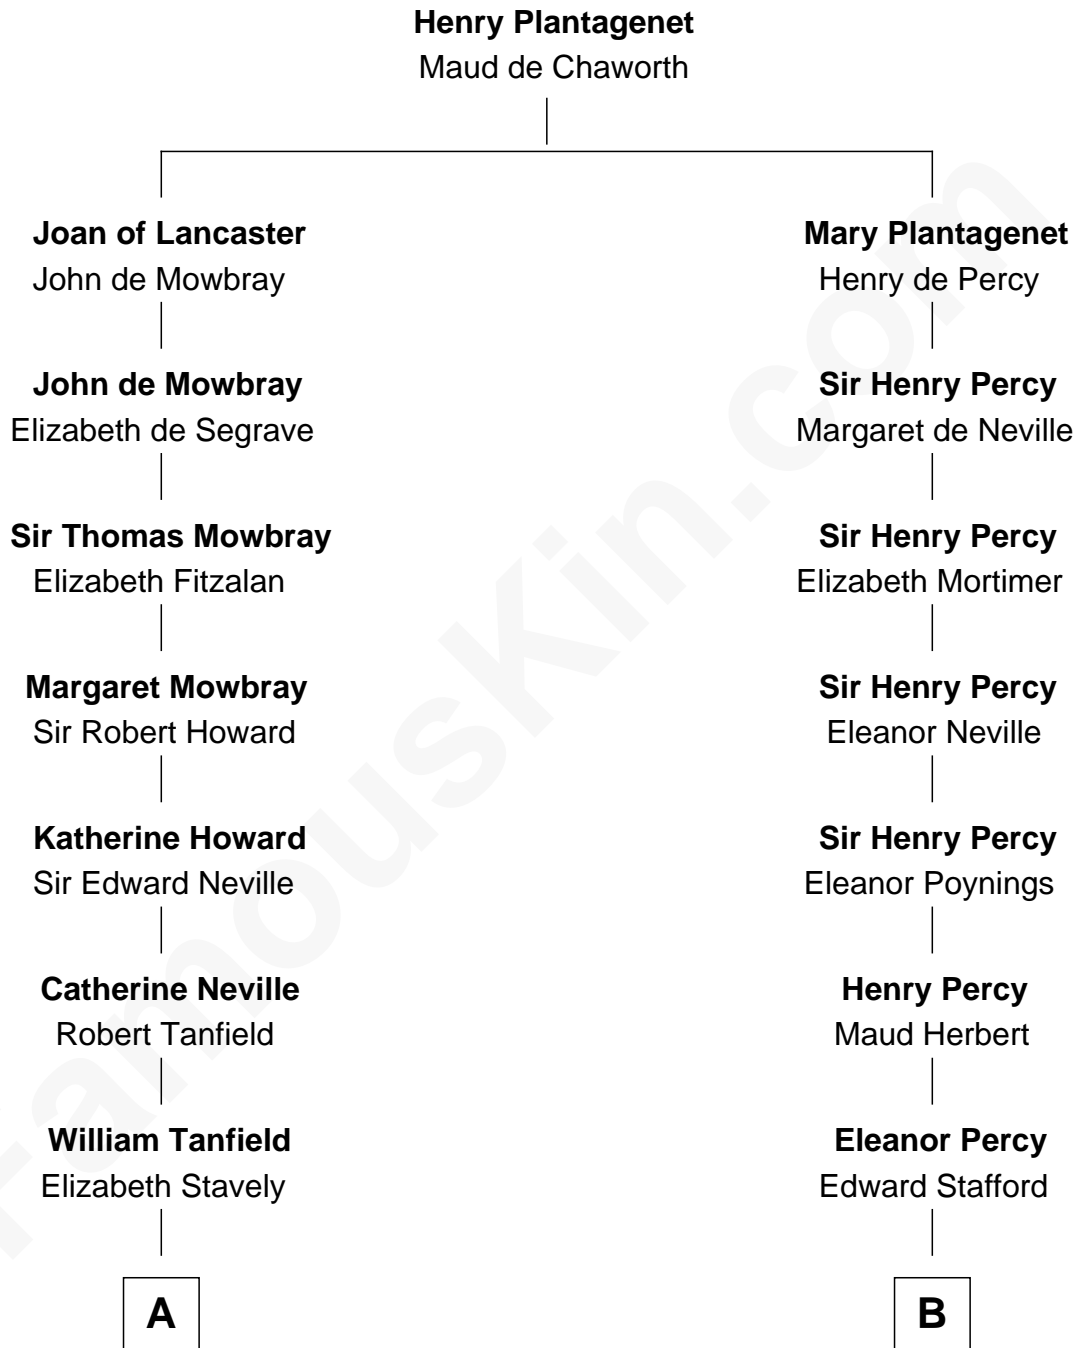 Henry Plantagenet
Maud de Chaworth
Joan of Lancaster
John de Mowbray
Mary Plantagenet
Henry de Percy
John de Mowbray
Elizabeth de Segrave
Sir Henry Percy
Margaret de Neville
Sir Thomas Mowbray
Elizabeth Fitzalan
Sir Henry Percy
Elizabeth Mortimer
Margaret Mowbray
Sir Robert Howard
Sir Henry Percy
Eleanor Neville
Katherine Howard
Sir Edward Neville
Sir Henry Percy
Eleanor Poynings
Catherine Neville
Robert Tanfield
Henry Percy
Maud Herbert
William Tanfield
Elizabeth Stavely
Eleanor Percy
Edward Stafford
A
B
FamousKin.com